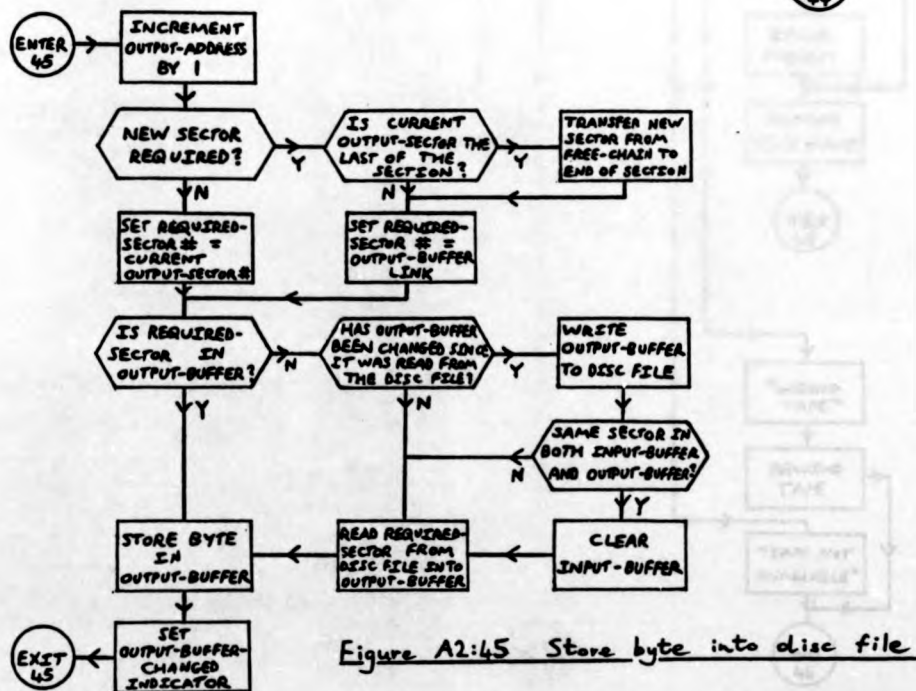 ENTER
45
INCREMENT
OUTPUT-ADDRESS
BY 1
NEW SECTOR
REQUIRED?
Y
N
IS CURRENT
OUTPUT-SECTOR THE
LAST OF THE
SECTION?
Y
N
TRANSFER NEW
SECTOR FROM
FREE-CHAIN TO
END OF SECTION
SET REQUIRED-
SECTOR # =
CURRENT
OUTPUT-SECTOR #
SET REQUIRED-
SECTOR # =
OUTPUT-BUFFER
LINK
IS REQUIRED-
SECTOR IN
OUTPUT-BUFFER?
N
Y
HAS OUTPUT-BUFFER
BEEN CHANGED SINCE
IT WAS READ FROM
THE DISC FILE?
Y
N
WRITE
OUTPUT-BUFFER
TO DISC FILE
SAME SECTOR IN
BOTH INPUT-BUFFER
AND OUTPUT-BUFFER?
N
Y
STORE BYTE
IN
OUTPUT-BUFFER
READ REQUIRED-
SECTOR FROM
DISC FILE INTO
OUTPUT-BUFFER
CLEAR
INPUT-BUFFER
EXIT
45
SET
OUTPUT-BUFFER-
CHANGED
INDICATOR
Figure A2:45 Store byte into disc file